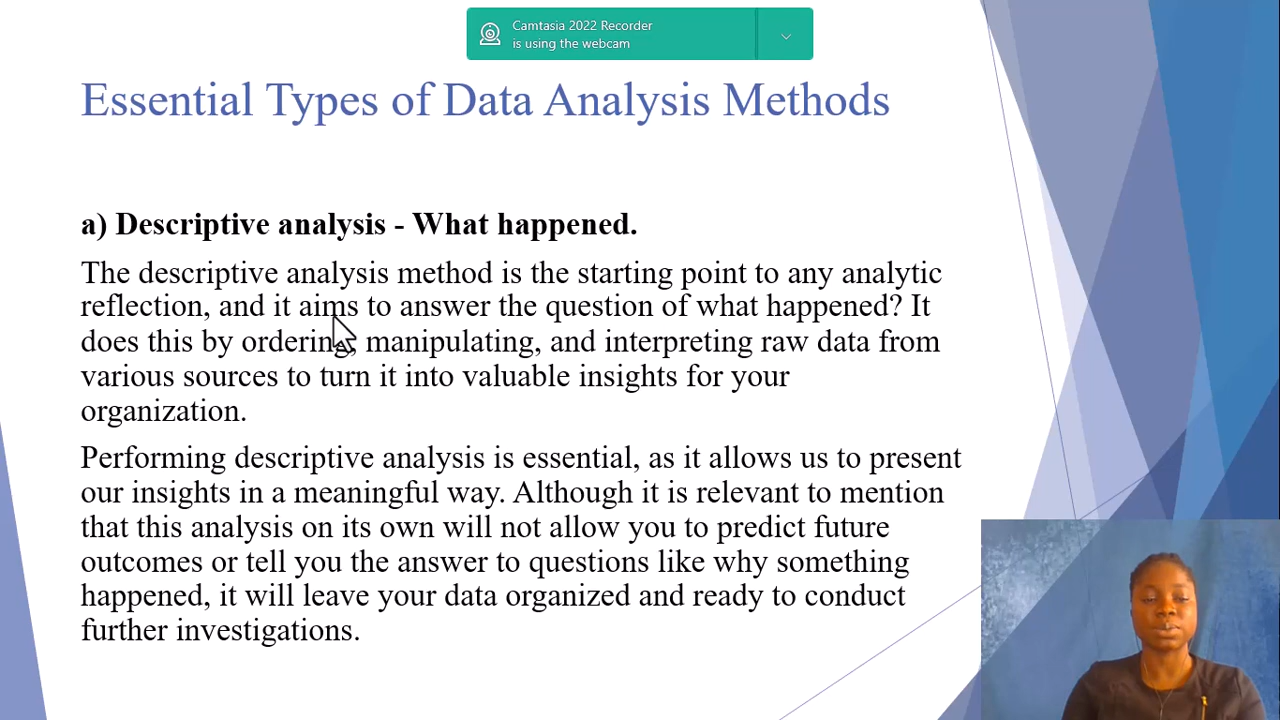 Camtasia 2022 Recorder
is using the webcam
Essential Types of Data Analysis Methods
a) Descriptive analysis - What happened.
The descriptive analysis method is the starting point to any analytic
reflection, and it aims to answer the question of what happened? It
does this by ordering, manipulating, and interpreting raw data from
various sources to turn it into valuable insights for your
organization.
Performing descriptive analysis is essential, as it allows us to present
our insights in a meaningful way. Although it is relevant to mention
that this analysis on its own will not allow you to predict future
outcomes or tell you the answer to questions like why something
happened, it will leave your data organized and ready to conduct
further investigations.